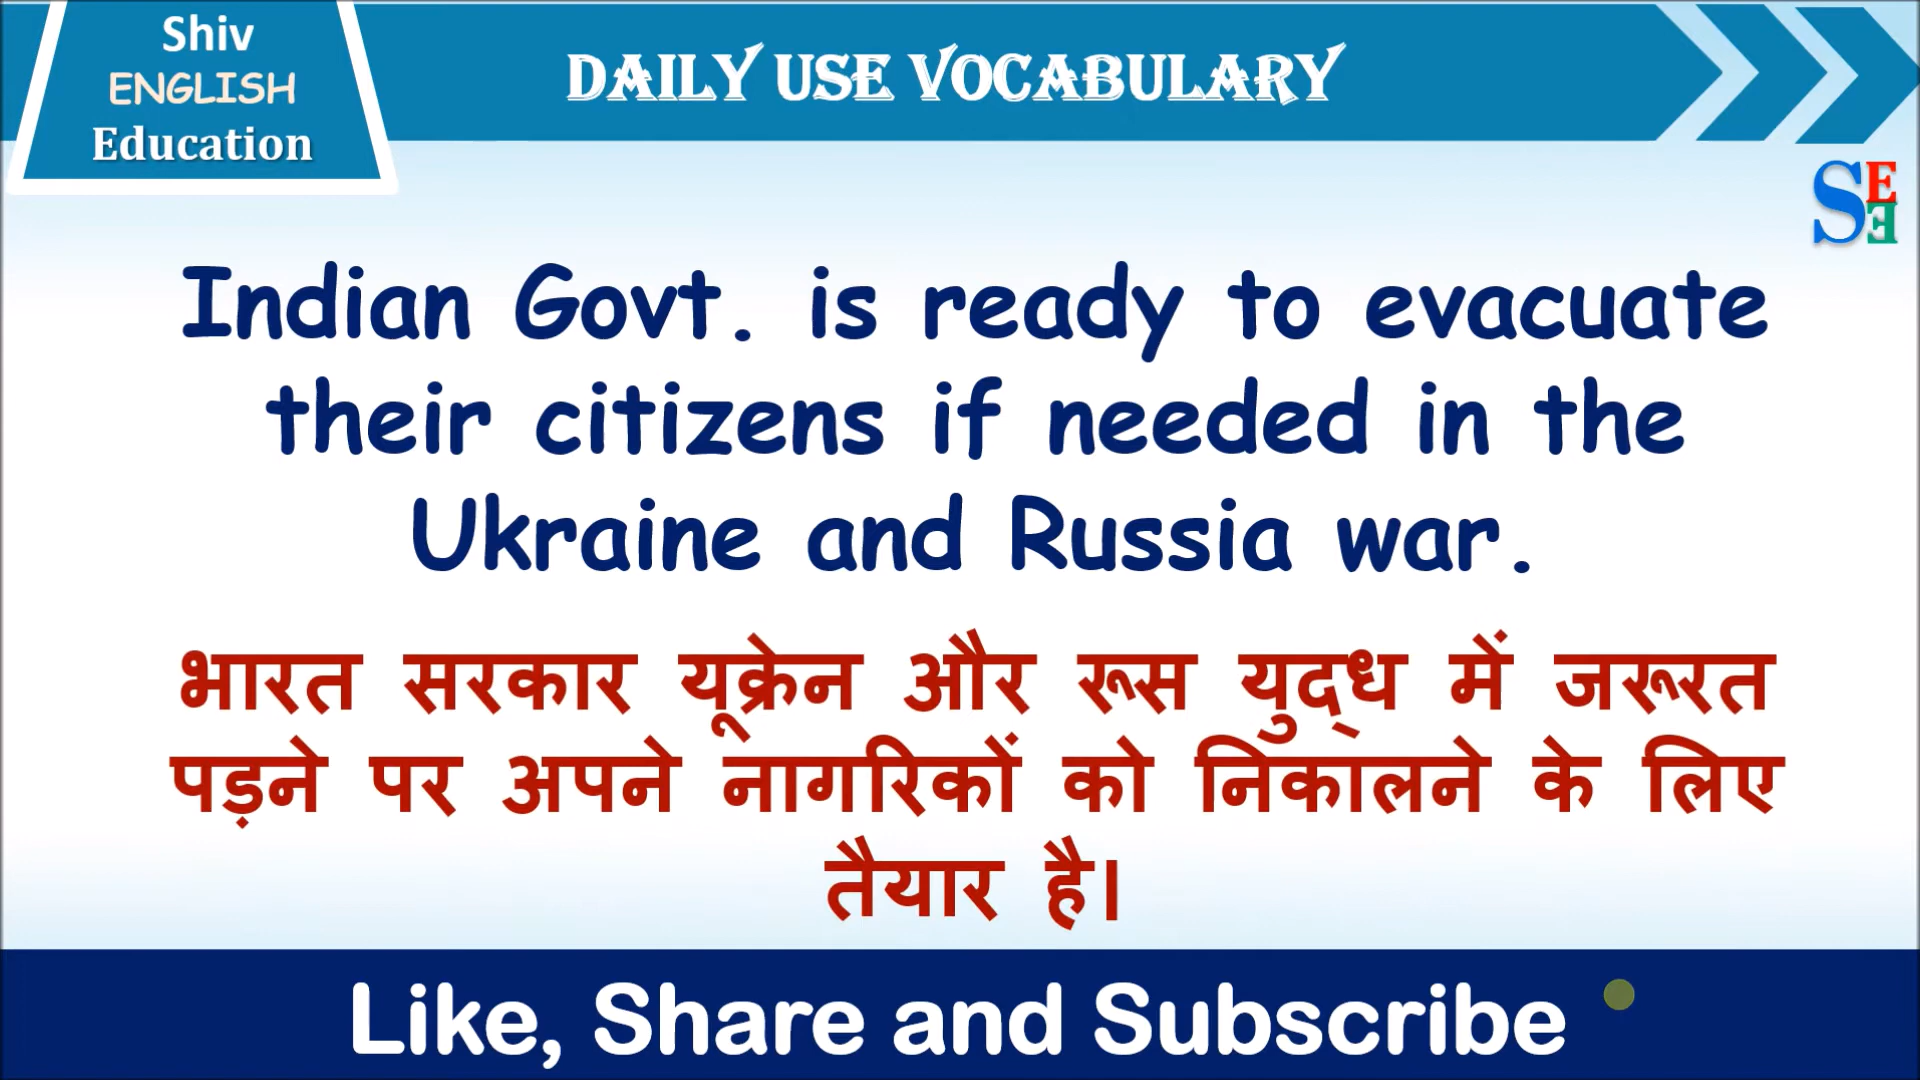 Shiv
ENGLISH
Education
DAILY USE VOCABULARY
SEE
Indian Govt. is ready to evacuate
their citizens if needed in the
Ukraine and Russia war.
भारत सरकार यूक्रेन और रूस युद्ध में जरूरत
पड़ने पर अपने नागरिकों को निकालने के लिए
तैयार है।
Like, Share and Subscribe